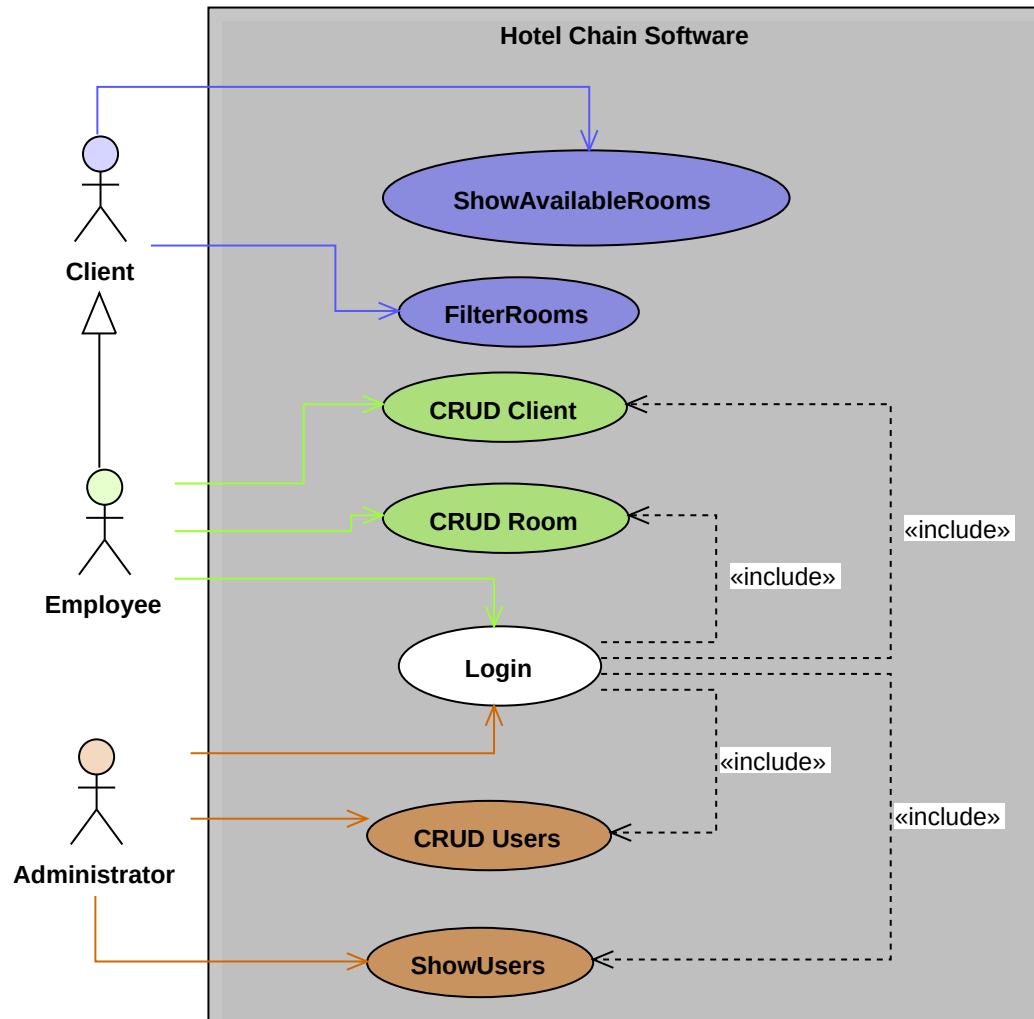 Hotel Chain Software
ShowAvailableRooms
Client
FilterRooms
CRUD Client
CRUD Room
«include»
«include»
Employee
Login
«include»
«include»
CRUD Users
Administrator
ShowUsers